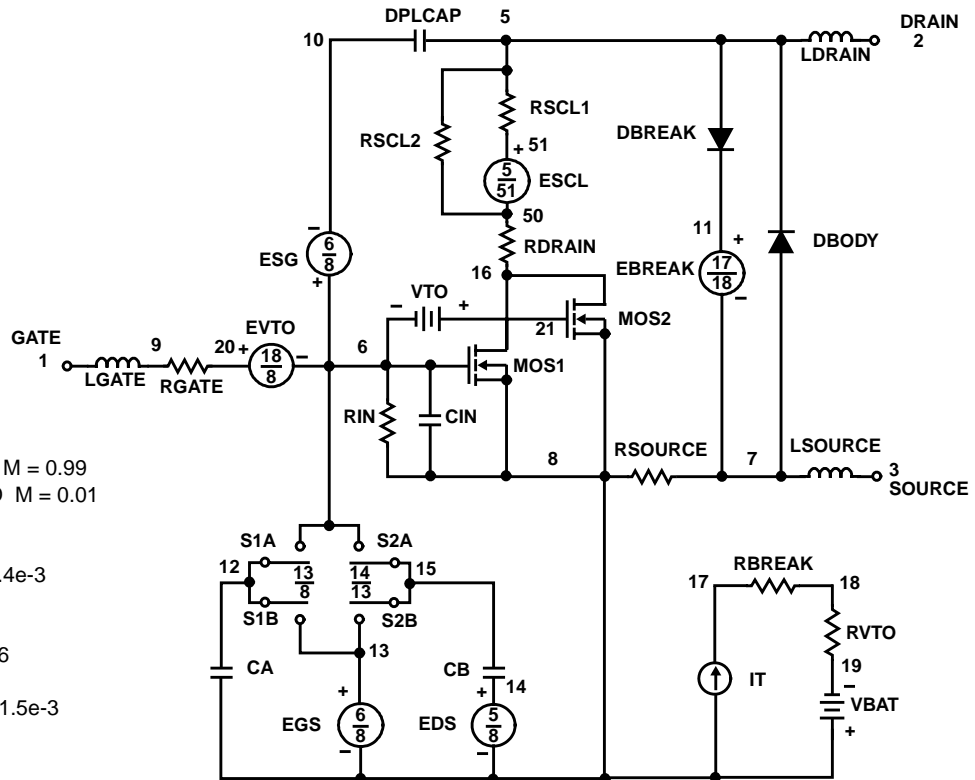 DPLCAP
5
DRAIN
2
10
LDRAIN
RSCL1
RSCL2
DBREAK
+ 51
5
51
ESCL
50
11
+
17
18
EBREAK
−
DBODY
−
6
8
ESG
+
RDRAIN
16
− VTO +
21
MOS2
GATE
1
9
20
+
EVTO
18
8
−
6
LGATE
RGATE
MOS1
RIN
CIN
8
RSOURCE
7
LSOURCE
3
SOURCE
M = 0.99
M = 0.01
.4e-3
6
1.5e-3
S1A
S2A
12
13
8
14
13
15
S1B
S2B
13
CA
CB
+
EGS
6
8
−
+ 14
EDS
5
8
−
RBREAK
17
18
RVTO
19
IT
−
VBAT
+